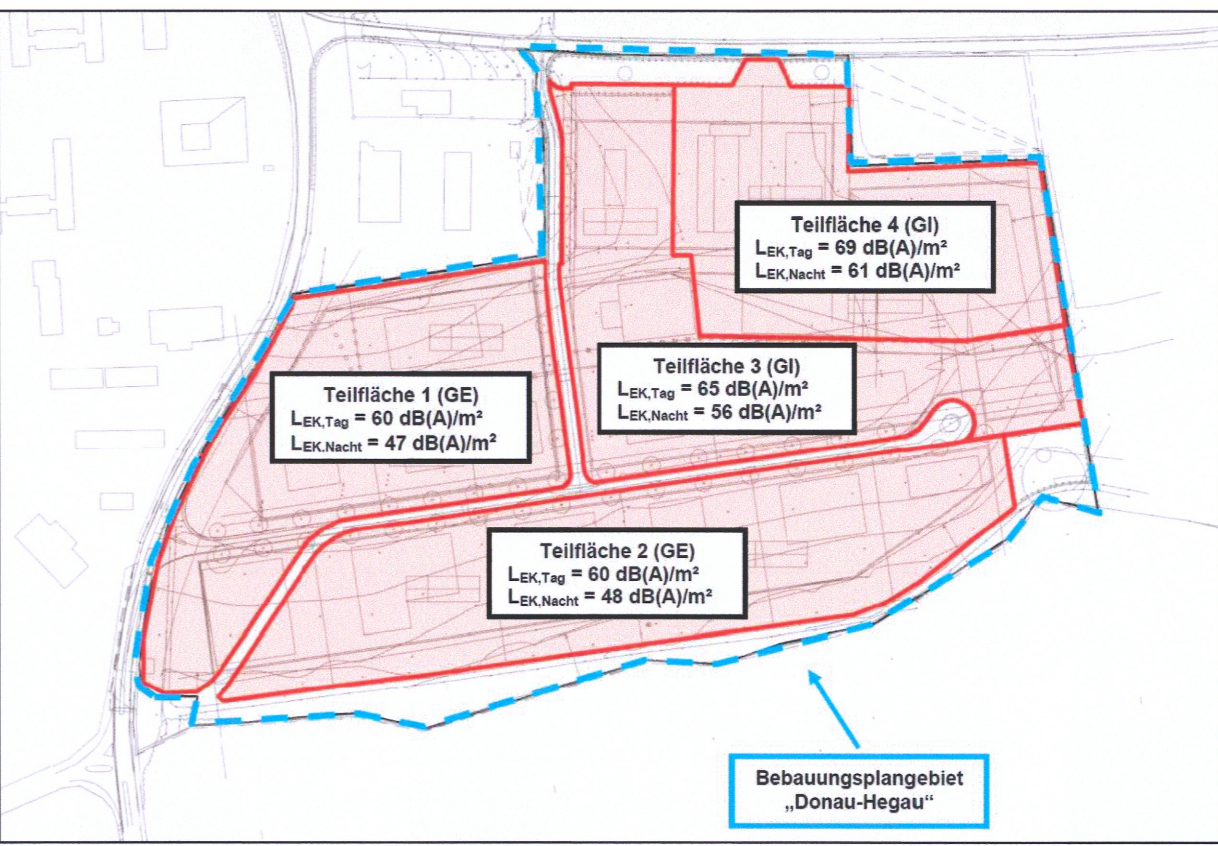 Teilfläche 4 (GI)
LEK,Tag = 69 dB(A)/m²
LEK,Nacht = 61 dB(A)/m²
Teilfläche 3 (GI)
LEK,Tag = 65 dB(A)/m²
LEK,Nacht = 56 dB(A)/m²
Teilfläche 1 (GE)
LEK,Tag = 60 dB(A)/m²
LEK,Nacht = 47 dB(A)/m²
Teilfläche 2 (GE)
LEK,Tag = 60 dB(A)/m²
LEK,Nacht = 48 dB(A)/m²
Bebauungsplangebiet
„Donau-Hegau“